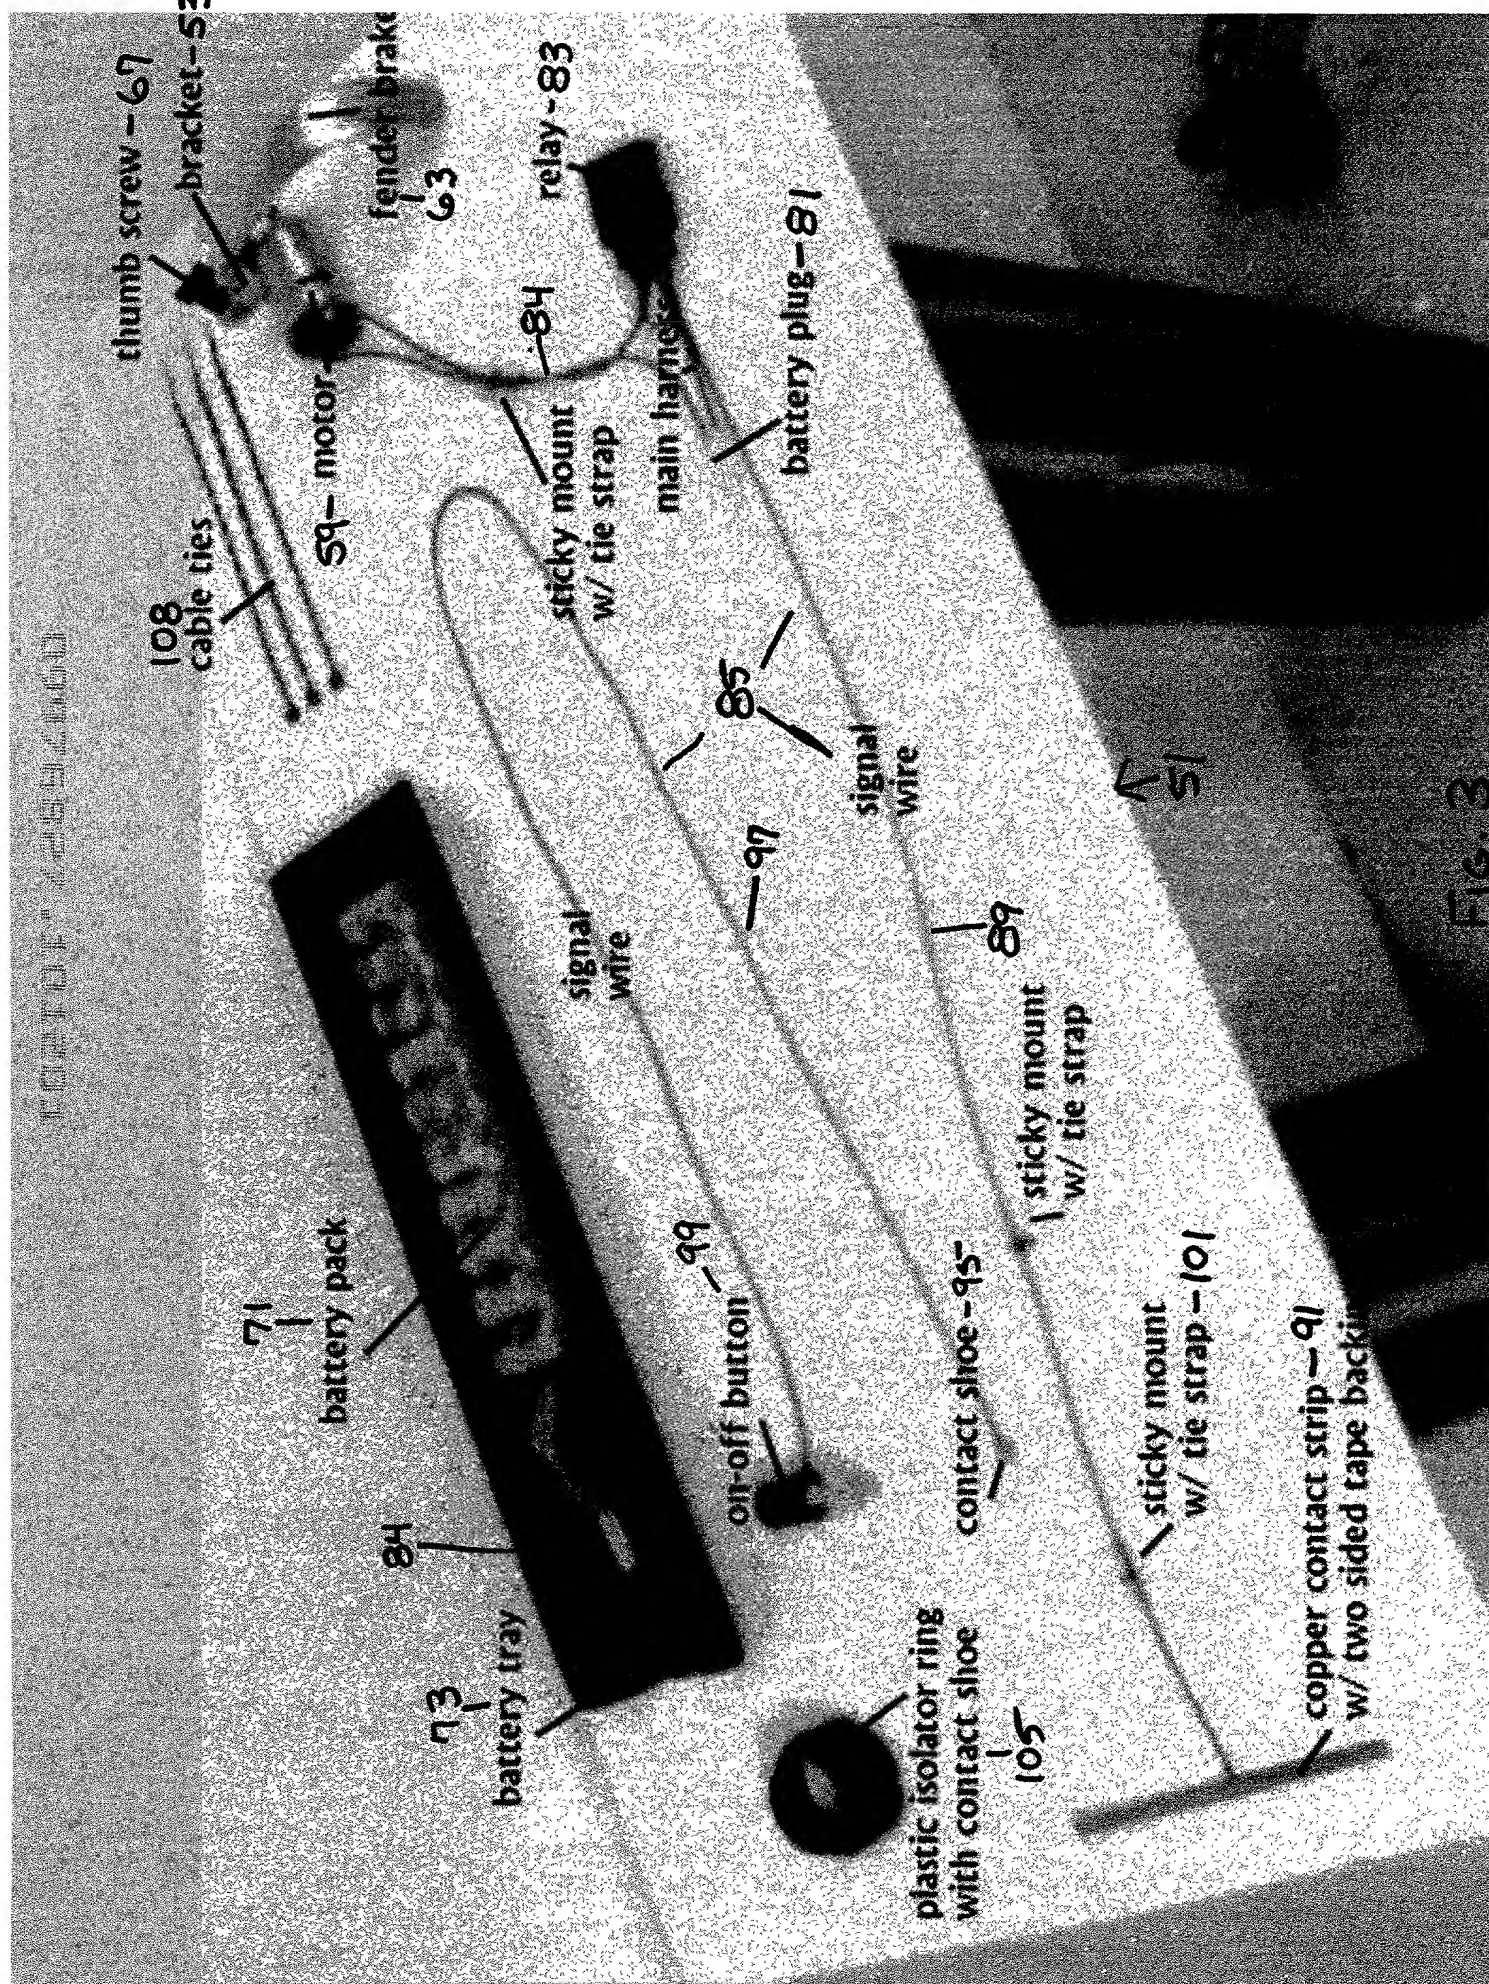 thumb screw - 67
bracket - 5
fender brake
63
relay - 83
108
cable ties
59 - motor
84
sticky mount
w/ tie strap
main harness
battery plug - 81
85
signal
wire
signal
wire
97
89
51
FIG. 3
71
battery pack
84
73
battery tray
99
on-off button
contact shoe - 95
sticky mount
w/ tie strap
sticky mount
w/ tie strap - 101
plastic isolator ring
with contact shoe
105
copper contact strip - 91
w/ two sided tape backin